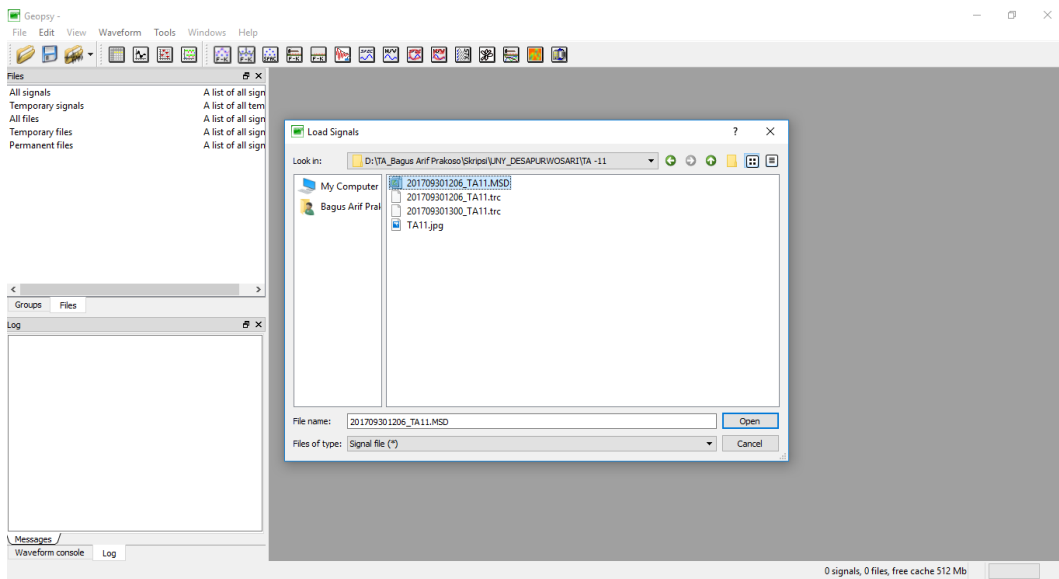 Geopsy -
File Edit View Waveform Tools Windows Help
Files
All signals A list of all sign
Temporary signals A list of all tem
All files A list of all sign
Temporary files A list of all sign
Permanent files A list of all sign
Groups Files
Log
Messages
Waveform console Log
Load Signals
Look in: D:\TA_Bagus Arif Prakoso\Skripsi\UNY_DESAPURWOSARI\TA -11
My Computer
Bagus Arif Prak
201709301206_TA11.MSD
201709301206_TA11.trc
201709301300_TA11.trc
TA11.jpg
File name: 201709301206_TA11.MSD Open
Files of type: Signal file (*) Cancel
0 signals, 0 files, free cache 512 Mb